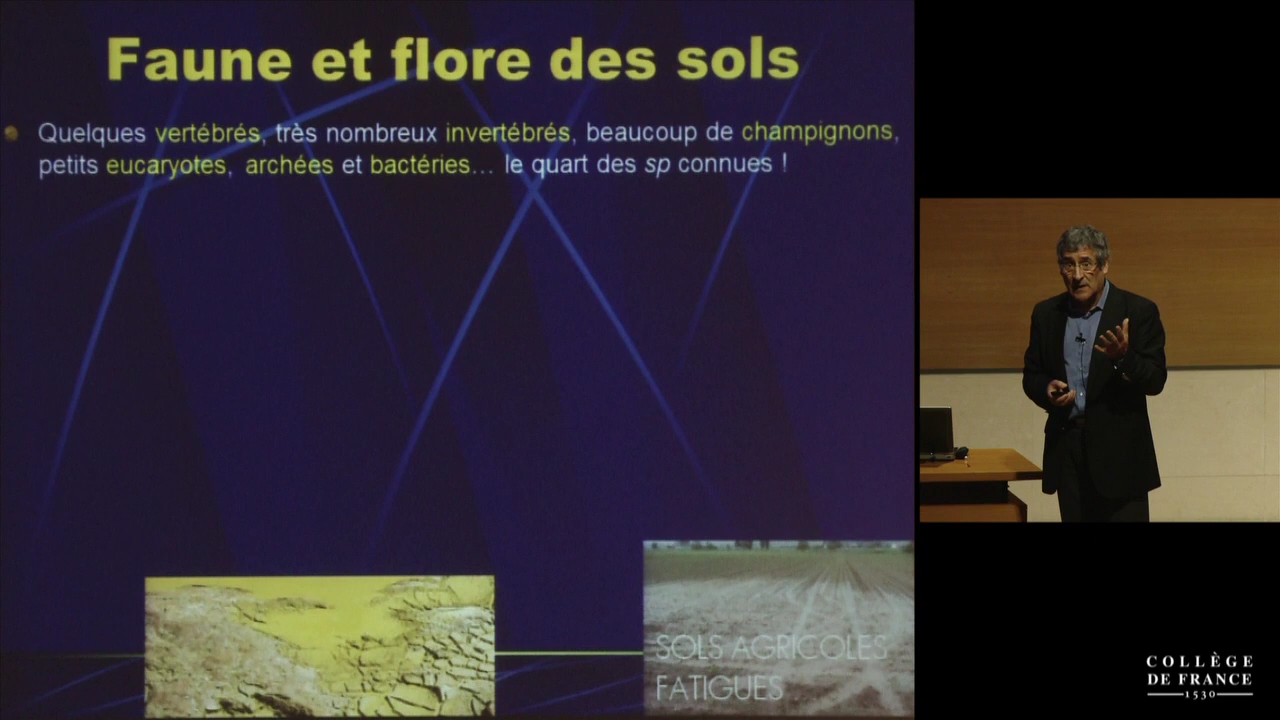 Faune et flore des sols
Quelques vertébrés, très nombreux invertébrés, beaucoup de champignons,
petits eucaryotes, archées et bactéries... le quart des sp connues !
SOLS AGRICOLES
FATIGUES
COLLÈGE
DE FRANCE
1530